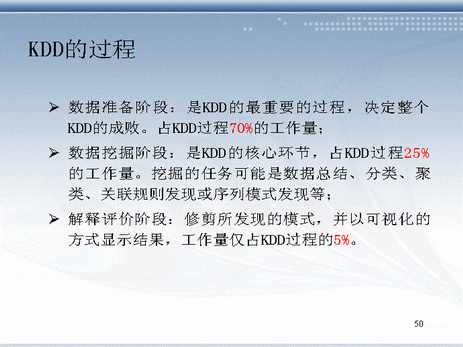 KDD的过程
数据准备阶段：是KDD的最重要的过程，决定整个
KDD的成败。占KDD过程70%的工作量；
数据挖掘阶段：是KDD的核心环节，占KDD过程25%
的工作量。挖掘的任务可能是数据总结、分类、聚
类、关联规则发现或序列模式发现等；
解释评价阶段：修剪所发现的模式，并以可视化的
方式显示结果，工作量仅占KDD过程的5%。
50